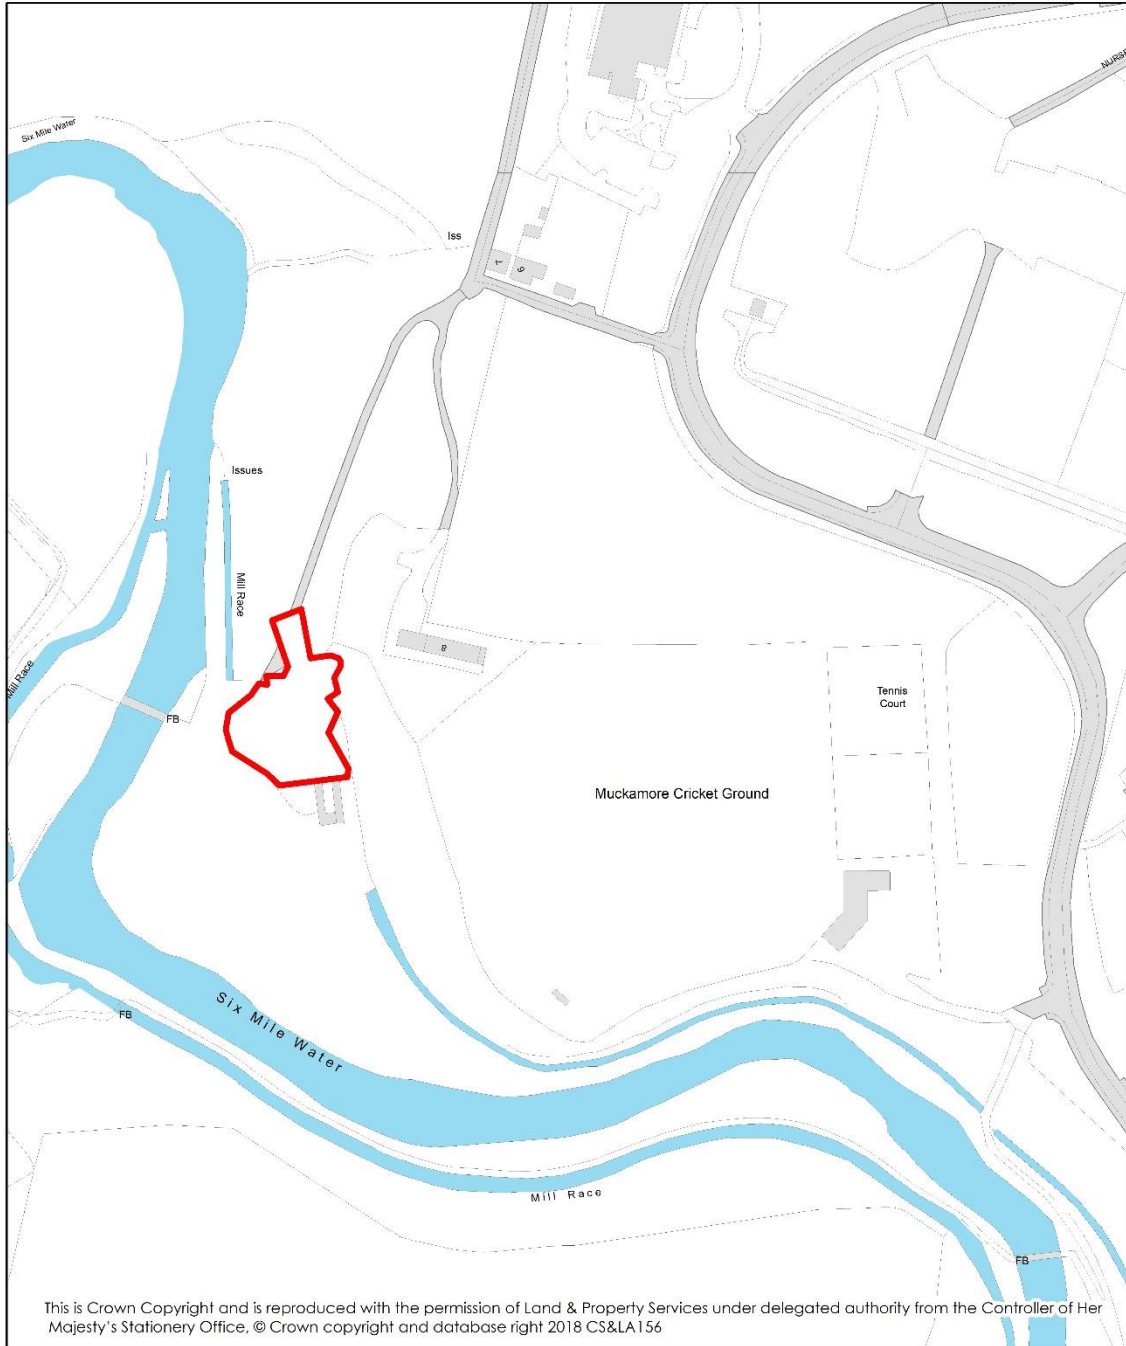 NURSE
Six Mile Water
Iss
7
6
Issues
Mill Race
8
Mill Race
Tennis
Court
FB
Muckamore Cricket Ground
Six Mile Water
FB
Mill Race
FB
This is Crown Copyright and is reproduced with the permission of Land & Property Services under delegated authority from the Controller of Her
Majesty's Stationery Office, © Crown copyright and database right 2018 CS&LA156